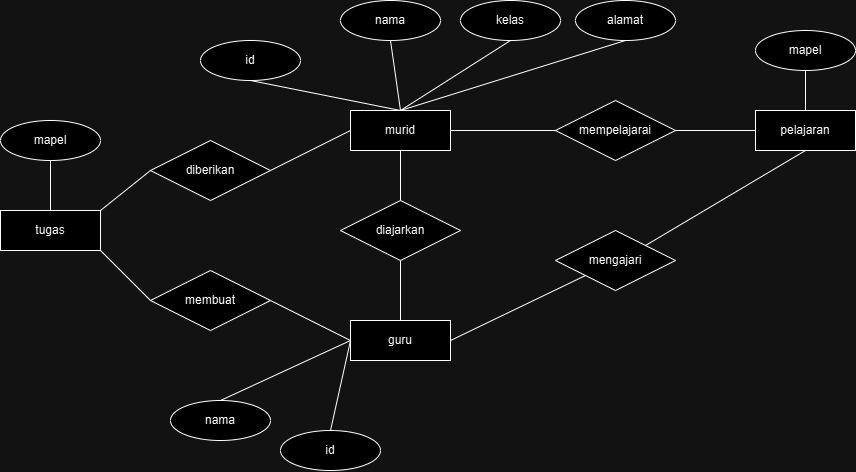 nama
kelas
alamat
id
mapel
murid
mempelajarai
pelajaran
mapel
diberikan
tugas
diajarkan
mengajari
membuat
guru
nama
id